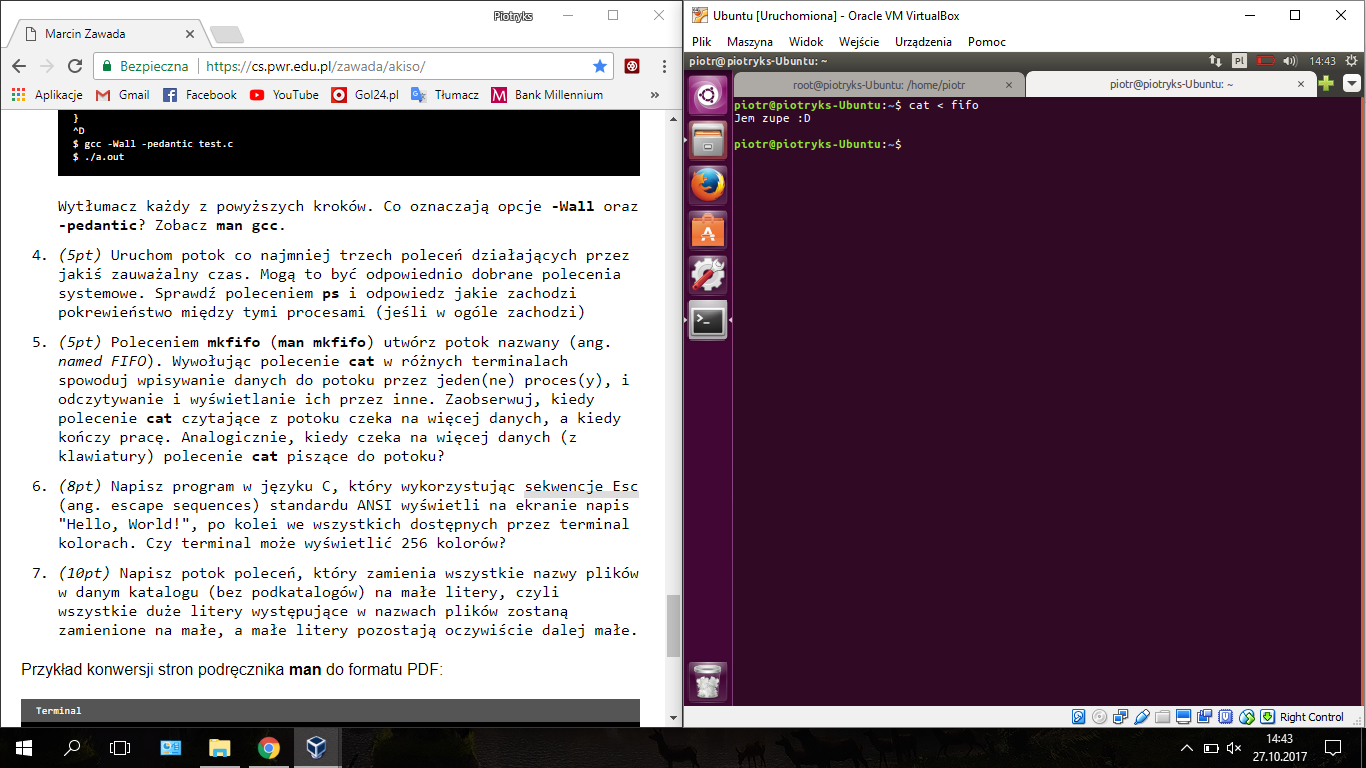 Piotryks
Marcin Zawada
Bezpieczna | https://cs.pwr.edu.pl/zawada/akiso/
Aplikacje Gmail Facebook YouTube Gol24.pl Tłumacz Bank Millennium »
}
^D
$ gcc -Wall -pedantic test.c
$ ./a.out
Wytłumacz każdy z powyższych kroków. Co oznaczają opcje -Wall oraz
-pedantic? Zobacz man gcc.
4. (5pt) Uruchom potok co najmniej trzech poleceń działających przez
jakiś zauważalny czas. Mogą to być odpowiednio dobrane polecenia
systemowe. Sprawdź poleceniem ps i odpowiedz jakie zachodzi
pokrewieństwo między tymi procesami (jeśli w ogóle zachodzi)
5. (5pt) Poleceniem mkfifo (man mkfifo) utwórz potok nazwany (ang.
named FIFO). Wywołując polecenie cat w różnych terminalach
spowoduj wpisywanie danych do potoku przez jeden(ne) proces(y), i
odczytywanie i wyświetlanie ich przez inne. Zaobserwuj, kiedy
polecenie cat czytające z potoku czeka na więcej danych, a kiedy
kończy pracę. Analogicznie, kiedy czeka na więcej danych (z
klawiatury) polecenie cat piszące do potoku?
6. (8pt) Napisz program w języku C, który wykorzystując sekwencje Esc
(ang. escape sequences) standardu ANSI wyświetli na ekranie napis
"Hello, World!", po kolei we wszystkich dostępnych przez terminal
kolorach. Czy terminal może wyświetlić 256 kolorów?
7. (10pt) Napisz potok poleceń, który zamienia wszystkie nazwy plików
w danym katalogu (bez podkatalogów) na małe litery, czyli
wszystkie duże litery występujące w nazwach plików zostaną
zamienione na małe, a małe litery pozostają oczywiście dalej małe.
Przykład konwersji stron podręcznika man do formatu PDF:
Terminal
Ubuntu [Uruchomiona] - Oracle VM VirtualBox
Plik Maszyna Widok Wejście Urządzenia Pomoc
piotr@piotryks-Ubuntu: ~ Pl 14:43
root@piotryks-Ubuntu: /home/piotr piotr@piotryks-Ubuntu: ~
piotr@piotryks-Ubuntu:~$ cat < fifo
Jem zupe :D
piotr@piotryks-Ubuntu:~$
Right Control
14:43
27.10.2017